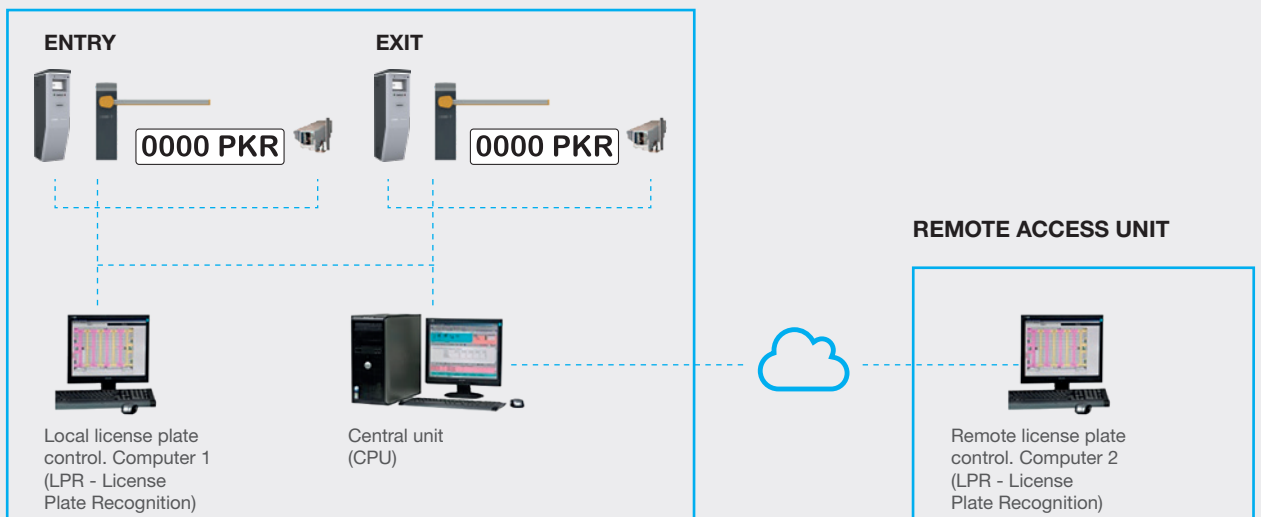 ENTRY
EXIT
0000 PKR
0000 PKR
REMOTE ACCESS UNIT
Local license plate
control. Computer 1
(LPR - License
Plate Recognition)
Central unit
(CPU)
Remote license plate
control. Computer 2
(LPR - License
Plate Recognition)